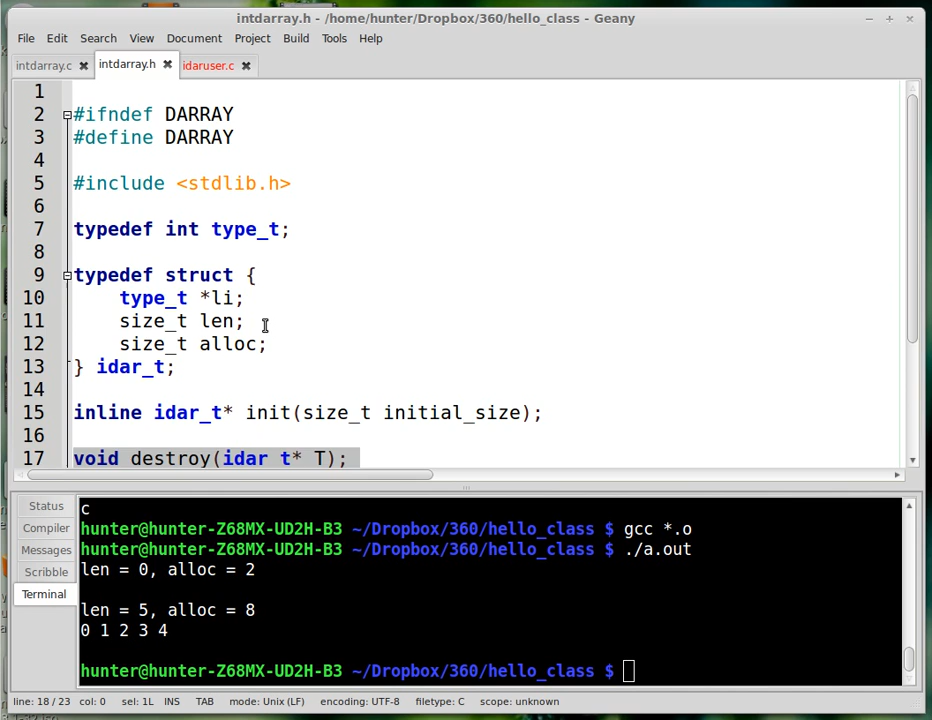 intdarray.h - /home/hunter/Dropbox/360/hello_class - Geany
File Edit Search View Document Project Build Tools Help
intdarray.c intdarray.h idaruser.c
1
2 #ifndef DARRAY
3 #define DARRAY
4
5 #include <stdlib.h>
6
7 typedef int type_t;
8
9 typedef struct {
10 type_t *li;
11 size_t len;
12 size_t alloc;
13 } idar_t;
14
15 inline idar_t* init(size_t initial_size);
16
17 void destroy(idar_t* T);
Status
Compiler
Messages
Scribble
Terminal
c
hunter@hunter-Z68MX-UD2H-B3 ~/Dropbox/360/hello_class $ gcc *.o
hunter@hunter-Z68MX-UD2H-B3 ~/Dropbox/360/hello_class $ ./a.out
len = 0, alloc = 2
len = 5, alloc = 8
0 1 2 3 4
hunter@hunter-Z68MX-UD2H-B3 ~/Dropbox/360/hello_class $
line: 18 / 23 col: 0 sel: 1L INS TAB mode: Unix (LF) encoding: UTF-8 filetype: C scope: unknown